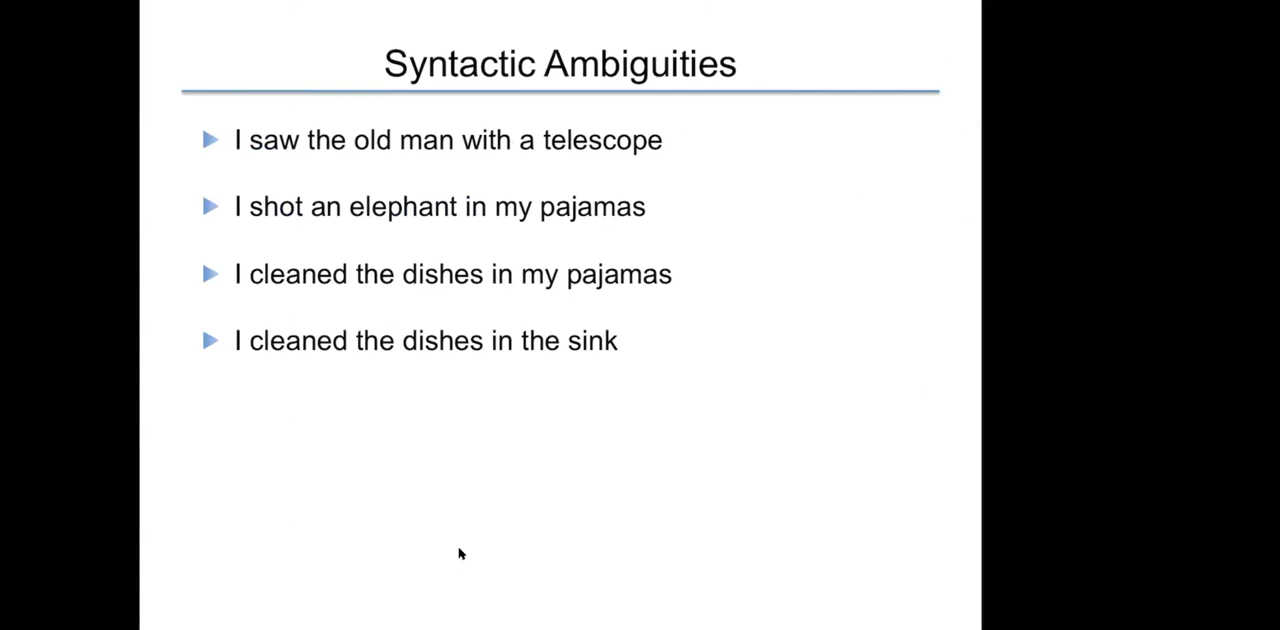 Syntactic Ambiguities
I saw the old man with a telescope
I shot an elephant in my pajamas
I cleaned the dishes in my pajamas
I cleaned the dishes in the sink